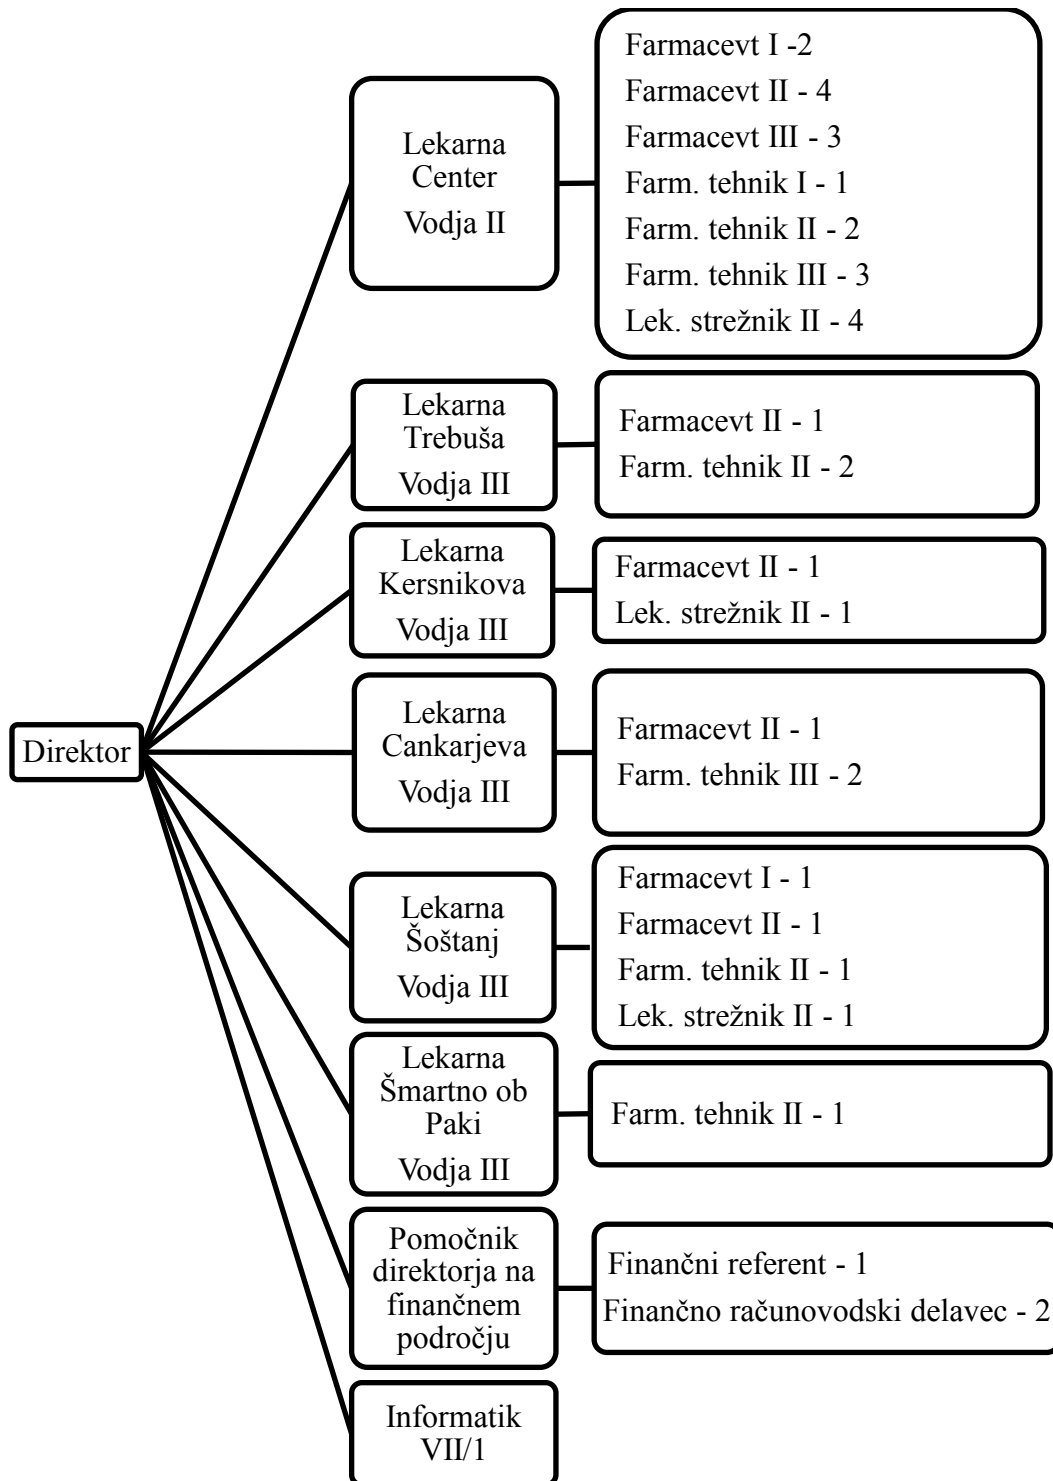 Direktor
Lekarna
Center
Vodja II
Farmacevt I -2
Farmacevt II - 4
Farmacevt III - 3
Farm. tehnik I - 1
Farm. tehnik II - 2
Farm. tehnik III - 3
Lek. strežnik II - 4
Lekarna
Trebuša
Vodja III
Farmacevt II - 1
Farm. tehnik II - 2
Lekarna
Kersnikova
Vodja III
Farmacevt II - 1
Lek. strežnik II - 1
Lekarna
Cankarjeva
Vodja III
Farmacevt II - 1
Farm. tehnik III - 2
Lekarna
Šoštanj
Vodja III
Farmacevt I - 1
Farmacevt II - 1
Farm. tehnik II - 1
Lek. strežnik II - 1
Lekarna
Šmartno ob
Paki
Vodja III
Farm. tehnik II - 1
Pomočnik
direktorja na
finančnem
področju
Finančni referent - 1
Finančno računovodski delavec - 2
Informatik
VII/1